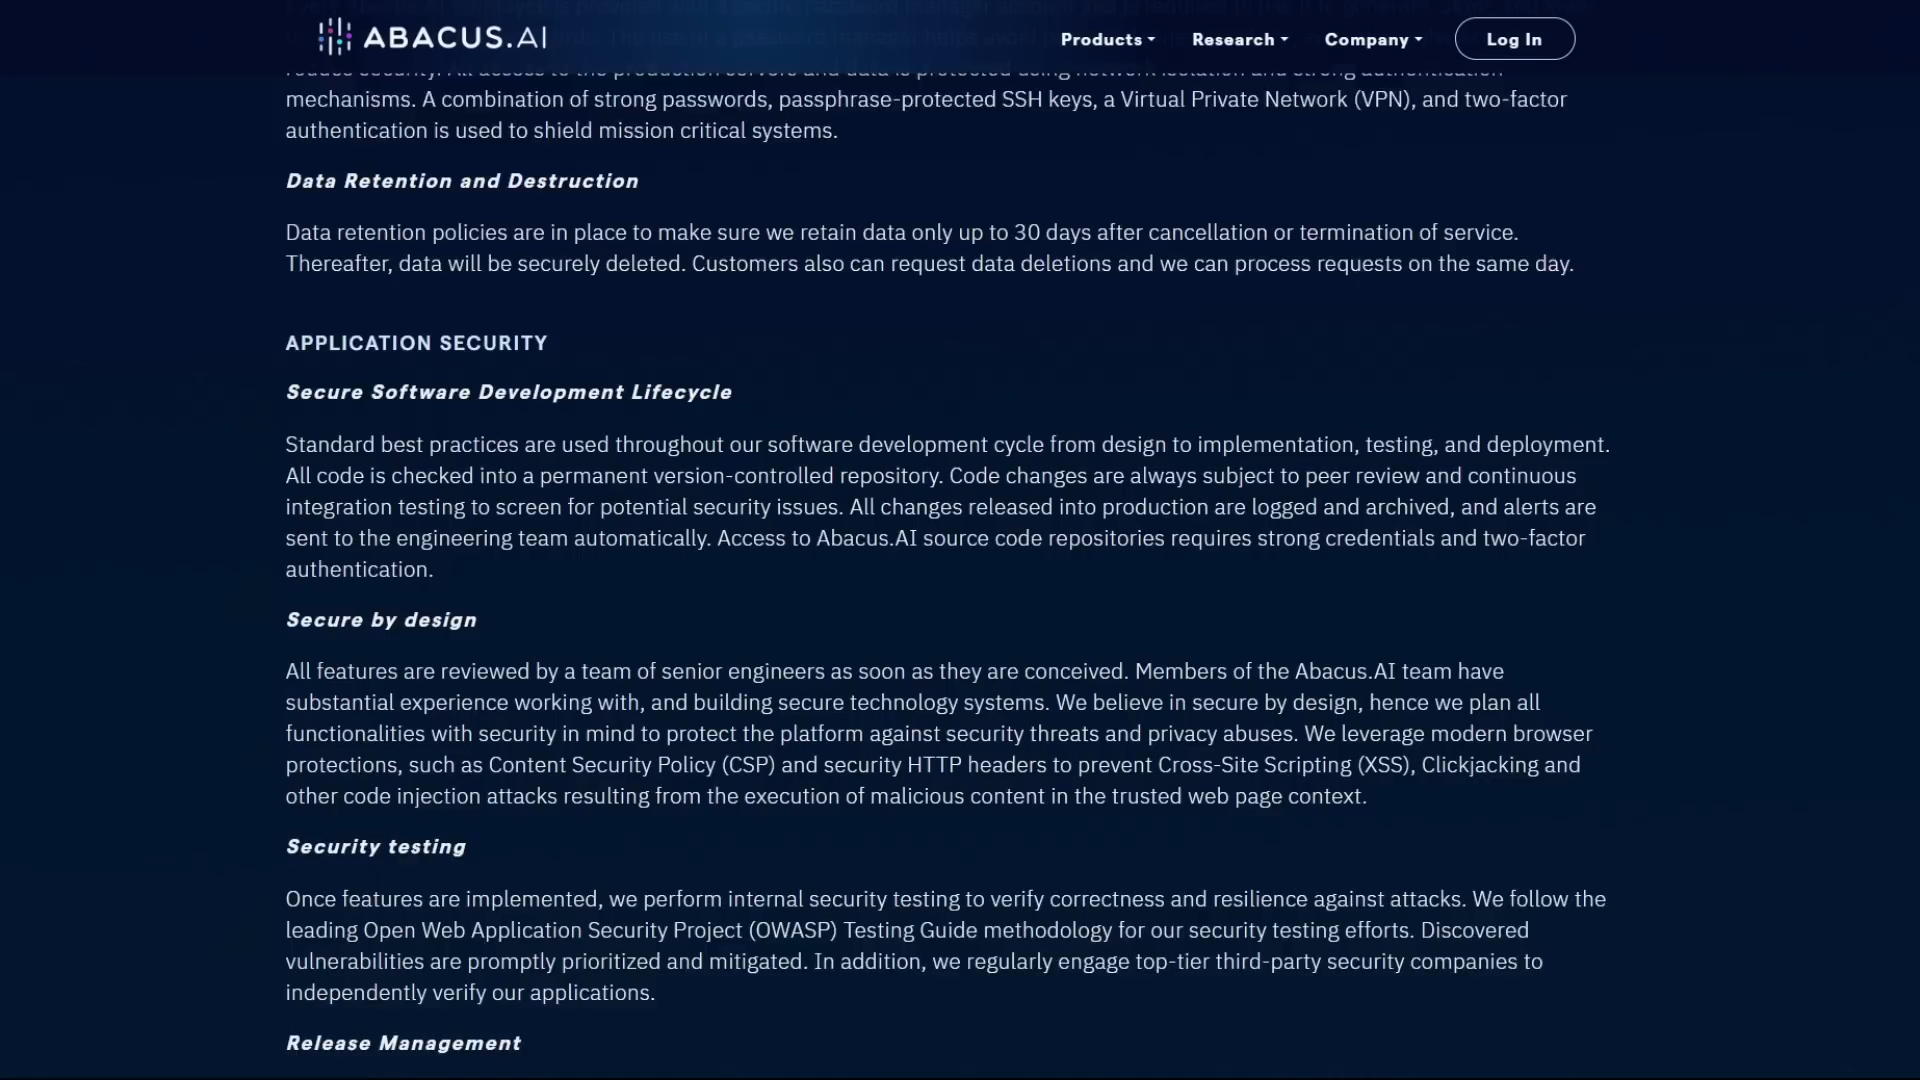 ABACUS.AI
Products
Research
Company
Log In
mechanisms. A combination of strong passwords, passphrase-protected SSH keys, a Virtual Private Network (VPN), and two-factor
authentication is used to shield mission critical systems.
Data Retention and Destruction
Data retention policies are in place to make sure we retain data only up to 30 days after cancellation or termination of service.
Thereafter, data will be securely deleted. Customers also can request data deletions and we can process requests on the same day.
APPLICATION SECURITY
Secure Software Development Lifecycle
Standard best practices are used throughout our software development cycle from design to implementation, testing, and deployment.
All code is checked into a permanent version-controlled repository. Code changes are always subject to peer review and continuous
integration testing to screen for potential security issues. All changes released into production are logged and archived, and alerts are
sent to the engineering team automatically. Access to Abacus.AI source code repositories requires strong credentials and two-factor
authentication.
Secure by design
All features are reviewed by a team of senior engineers as soon as they are conceived. Members of the Abacus.AI team have
substantial experience working with, and building secure technology systems. We believe in secure by design, hence we plan all
functionalities with security in mind to protect the platform against security threats and privacy abuses. We leverage modern browser
protections, such as Content Security Policy (CSP) and security HTTP headers to prevent Cross-Site Scripting (XSS), Clickjacking and
other code injection attacks resulting from the execution of malicious content in the trusted web page context.
Security testing
Once features are implemented, we perform internal security testing to verify correctness and resilience against attacks. We follow the
leading Open Web Application Security Project (OWASP) Testing Guide methodology for our security testing efforts. Discovered
vulnerabilities are promptly prioritized and mitigated. In addition, we regularly engage top-tier third-party security companies to
independently verify our applications.
Release Management